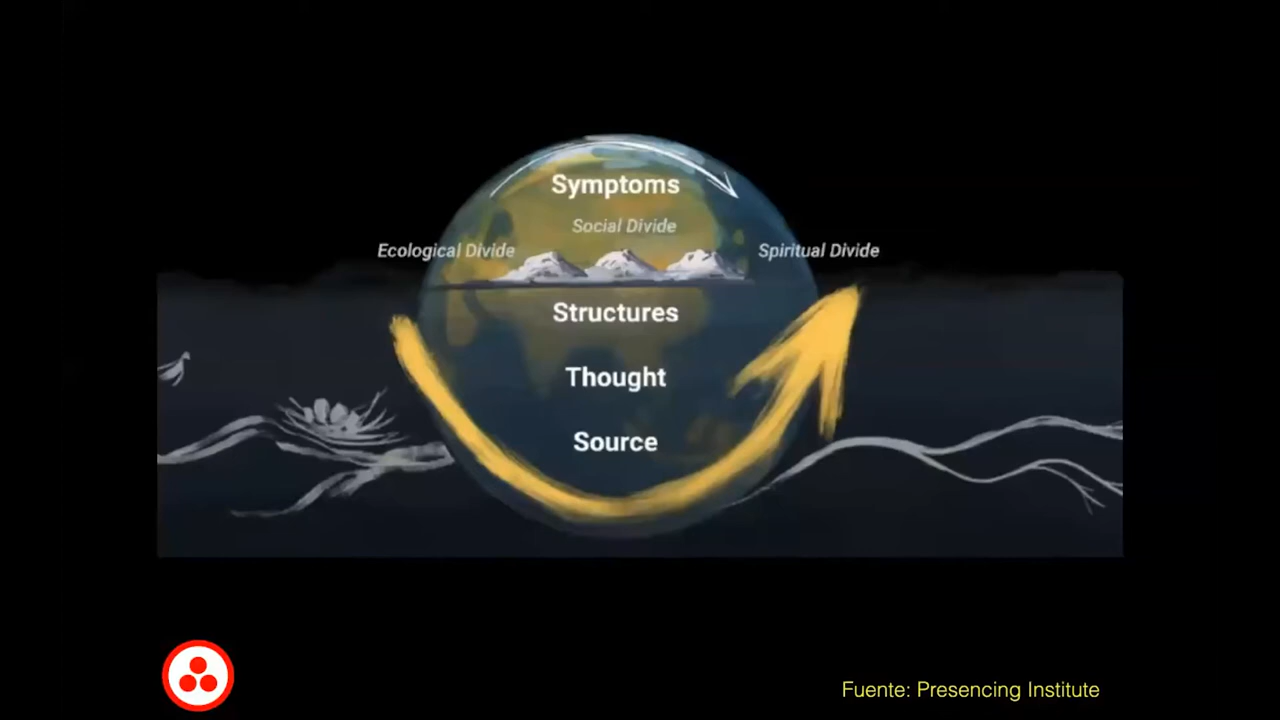 Symptoms
Social Divide
Ecological Divide
Spiritual Divide
Structures
Thought
Source
Fuente: Presencing Institute